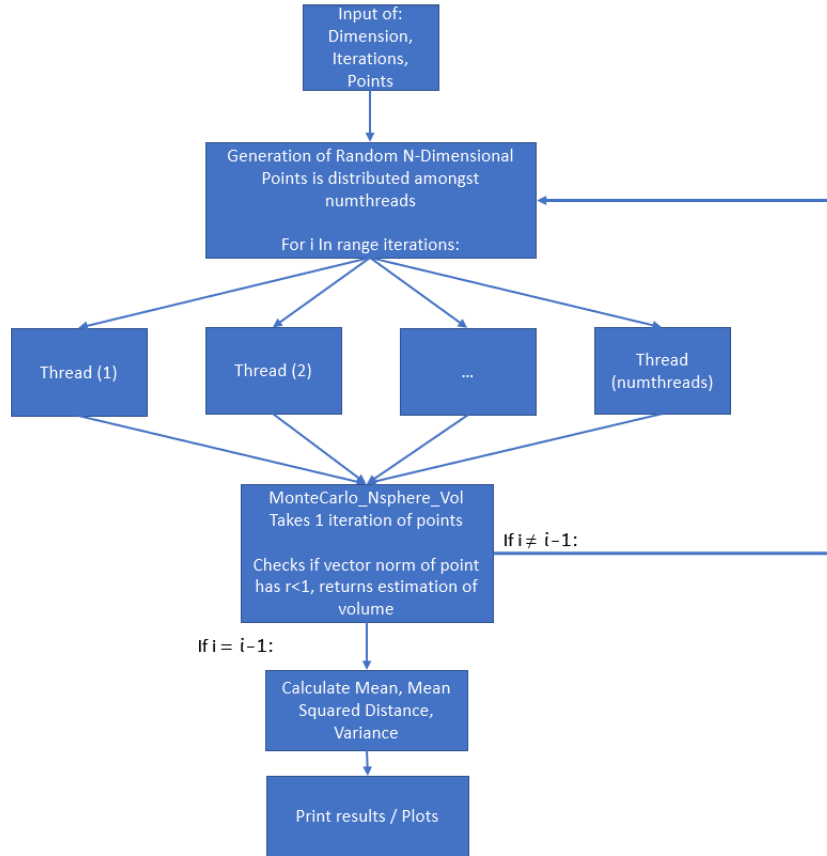 Input of:
Dimension,
Iterations,
Points
Generation of Random N-Dimensional
Points is distributed amongst
numthreads
For i In range iterations:
Thread (1)
Thread (2)
...
Thread
(numthreads)
MonteCarlo_Nsphere_Vol
Takes 1 iteration of points
Checks if vector norm of point
has r<1, returns estimation of
volume
If i ≠ i-1:
If i = i-1:
Calculate Mean, Mean
Squared Distance,
Variance
Print results / Plots